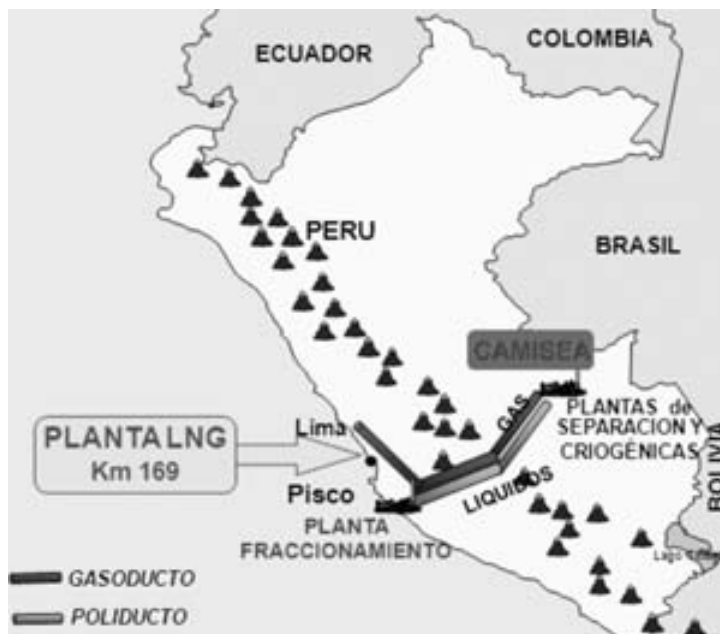 COLOMBIA
ECUADOR
PERU
BRASIL
CAMISEA
GAS
PLANTAS de
SEPARACION Y
CRIOGÉNICAS
BOLIVIA
PLANTA LNG
Km 169
Lima
LIQUIDOS
Pisco
PLANTA
FRACCIONAMIENTO
Lago
GASODUCTO
POLIDUCTO